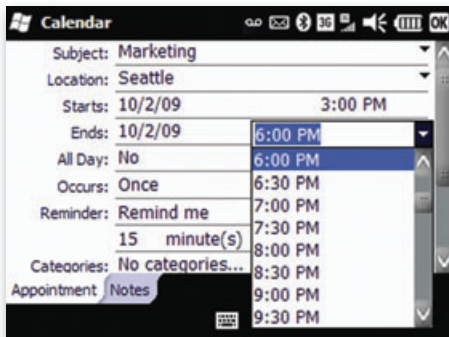 Calendar 3G OK
Subject: Marketing
Location: Seattle
Starts: 10/2/09 3:00 PM
Ends: 10/2/09 6:00 PM
All Day: No 6:00 PM
Occurs: Once 6:30 PM
7:00 PM
Reminder: Remind me 7:30 PM
15 minute(s) 8:00 PM
Categories: No categories... 8:30 PM
Appointment Notes 9:00 PM
9:30 PM